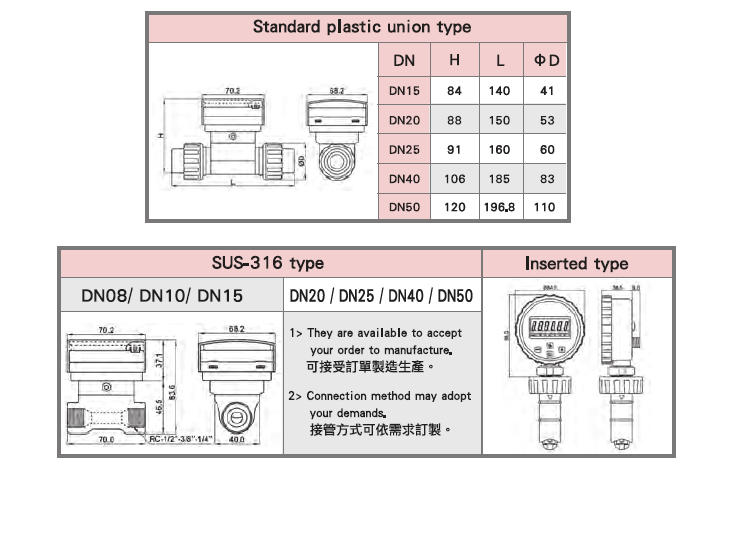 Standard plastic union type
DN H L ΦD
DN15 84 140 41
DN20 88 150 53
DN25 91 160 60
DN40 106 185 83
DN50 120 196.8 110
70.2
68.2
H
L
ØD
SUS-316 type
Inserted type
DN08/ DN10/ DN15
DN20 / DN25 / DN40 / DN50
70.2
68.2
37.1
83.6
46.5
70.0
RC-1/2"-3/8"-1/4"
40.0
1> They are available to accept
your order to manufacture.
可接受訂單製造生產。
2> Connection method may adopt
your demands.
接管方式可依需求訂製。